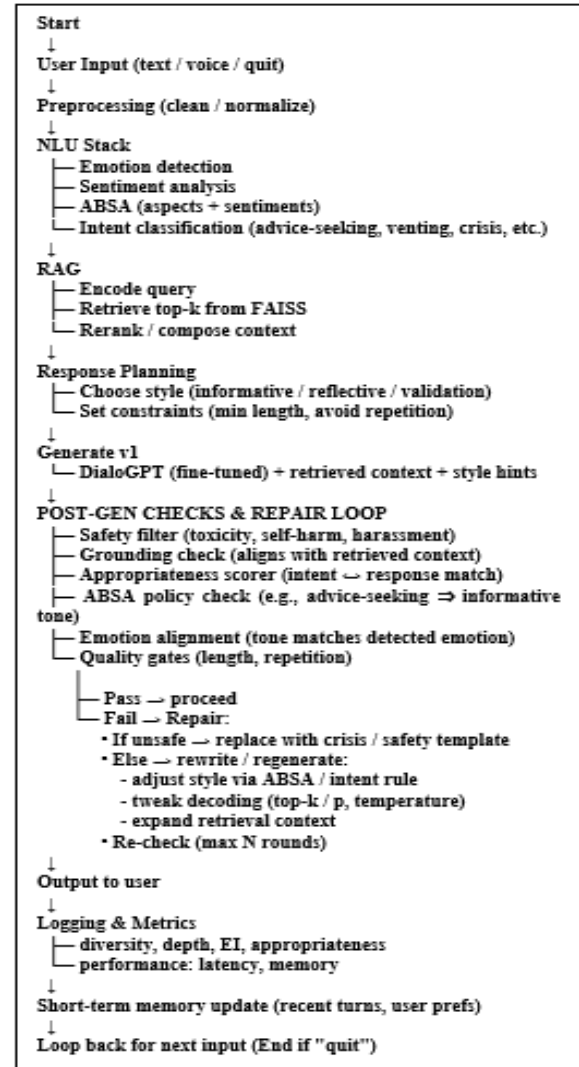 Start
↓
User Input (text / voice / quit)
↓
Preprocessing (clean / normalize)
↓
NLU Stack
├─ Emotion detection
├─ Sentiment analysis
├─ ABSA (aspects + sentiments)
└─ Intent classification (advice-seeking, venting, crisis, etc.)
↓
RAG
├─ Encode query
├─ Retrieve top-k from FAISS
└─ Rerank / compose context
↓
Response Planning
├─ Choose style (informative / reflective / validation)
└─ Set constraints (min length, avoid repetition)
↓
Generate v1
└─ DialoGPT (fine-tuned) + retrieved context + style hints
↓
POST-GEN CHECKS & REPAIR LOOP
├─ Safety filter (toxicity, self-harm, harassment)
├─ Grounding check (aligns with retrieved context)
├─ Appropriateness scorer (intent ↔ response match)
├─ ABSA policy check (e.g., advice-seeking ⇒ informative
tone)
├─ Emotion alignment (tone matches detected emotion)
└─ Quality gates (length, repetition)
│
├─ Pass → proceed
└─ Fail → Repair:
• If unsafe → replace with crisis / safety template
• Else → rewrite / regenerate:
- adjust style via ABSA / intent rule
- tweak decoding (top-k / p, temperature)
- expand retrieval context
• Re-check (max N rounds)
↓
Output to user
↓
Logging & Metrics
├─ diversity, depth, EI, appropriateness
└─ performance: latency, memory
↓
Short-term memory update (recent turns, user prefs)
↓
Loop back for next input (End if "quit")